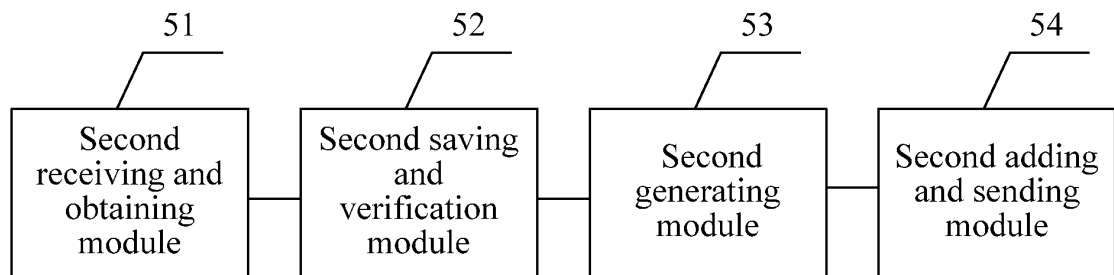 51
52
53
54
Second
receiving and
obtaining
module
Second saving
and
verification
module
Second
generating
module
Second adding
and sending
module